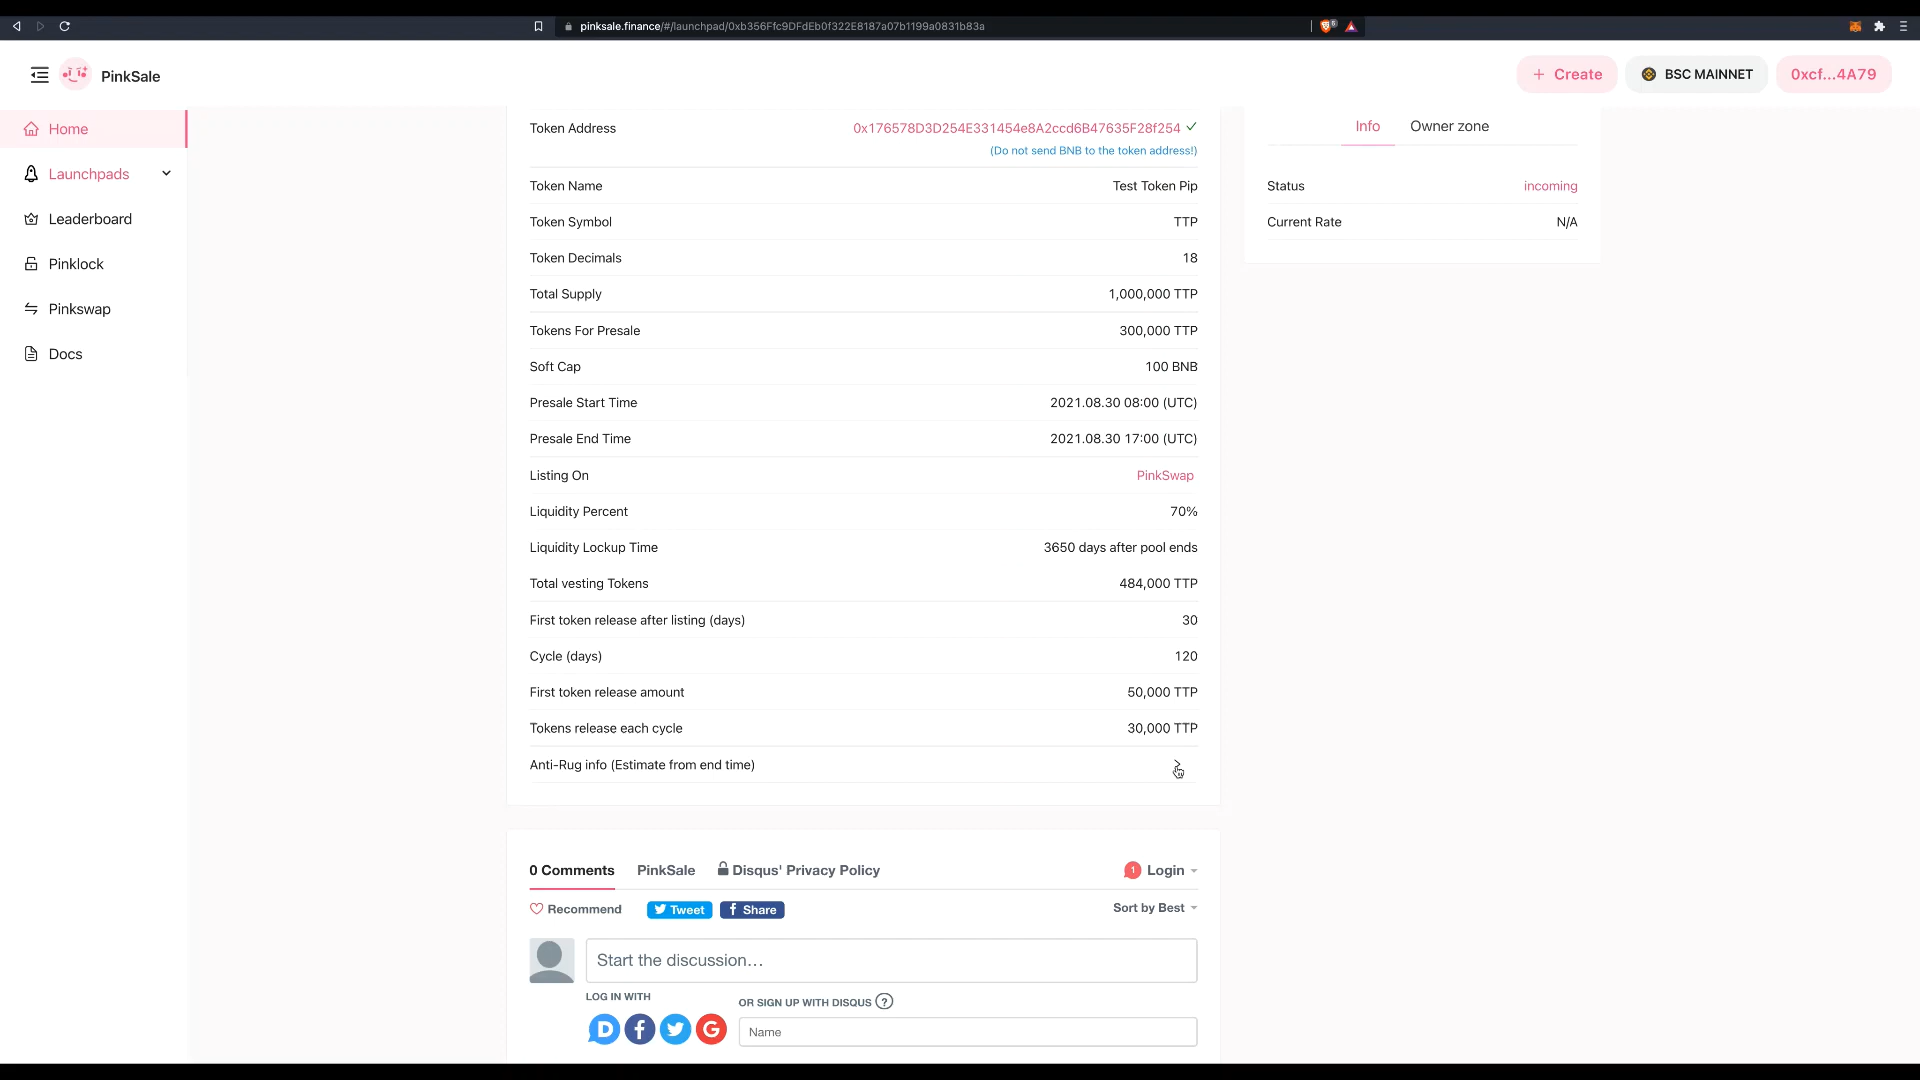 pinksale.finance/#/launchpad/0xb356Ffc9DFdEb0f322E8187a07b1199a0831b83a
PinkSale
Create
BSC MAINNET
0xcf...4A79
Home
Launchpads
Leaderboard
Pinklock
Pinkswap
Docs
Token Address 0x176578D3D254E331454e8A2ccd6B47635F28f254
(Do not send BNB to the token address!)
Token Name Test Token Pip
Token Symbol TTP
Token Decimals 18
Total Supply 1,000,000 TTP
Tokens For Presale 300,000 TTP
Soft Cap 100 BNB
Presale Start Time 2021.08.30 08:00 (UTC)
Presale End Time 2021.08.30 17:00 (UTC)
Listing On PinkSwap
Liquidity Percent 70%
Liquidity Lockup Time 3650 days after pool ends
Total vesting Tokens 484,000 TTP
First token release after listing (days) 30
Cycle (days) 120
First token release amount 50,000 TTP
Tokens release each cycle 30,000 TTP
Anti-Rug info (Estimate from end time)
Info Owner zone
Status incoming
Current Rate N/A
0 Comments PinkSale Disqus' Privacy Policy 1 Login
Recommend Tweet Share Sort by Best
Start the discussion...
LOG IN WITH
OR SIGN UP WITH DISQUS ?
Name